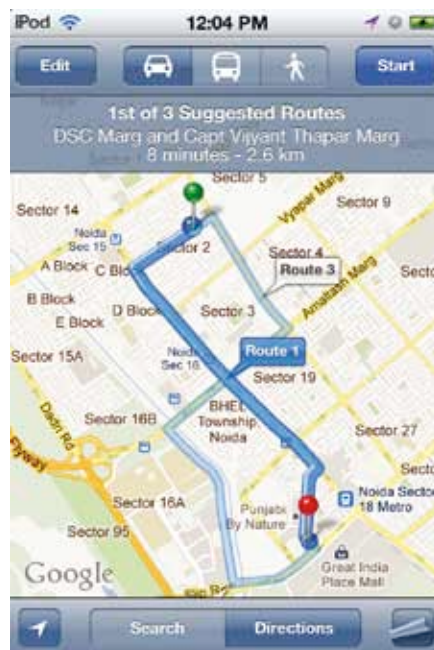 iPod 12:04 PM
Edit Start
1st of 3 Suggested Routes
DSC Marg and Capt Vijyant Thapar Marg
8 minutes - 2.6 km
Sector 5
Vyapar Marg
Sector 14
Sector 9
Noida
Sec 15
Sector 2
Sector 4
A Block
Route 3
Amaltash Marg
B Block
D Block
Sector 3
E Block
Sector 15A
Sec 16
Route 1
Sector 19
Dadri Rd
Sector 16B
BHEL
Township
Noida
Sector 27
Flyway
Sector 16A
Punjabi
By Nature
Noida Secto
18 Metro
Sector 95
Great India
Place Mall
Google
Search Directions